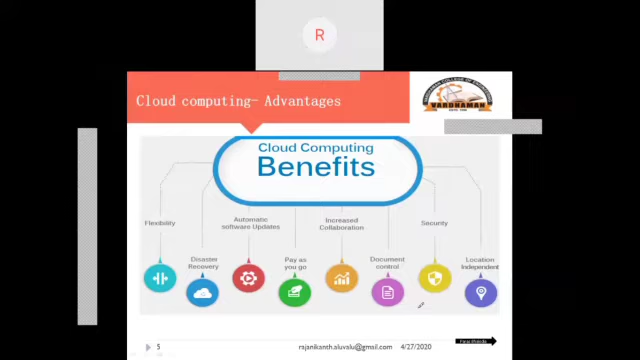 R
Cloud computing- Advantages
VARDHAMAN
Cloud Computing
Benefits
Flexibility
Automatic
software Updates
Increased
Collaboration
Security
Disaster
Recovery
Pay as
you go
Document
control
Location
Independent
5
rajanikanth.aluvalu@gmail.com
4/27/2020